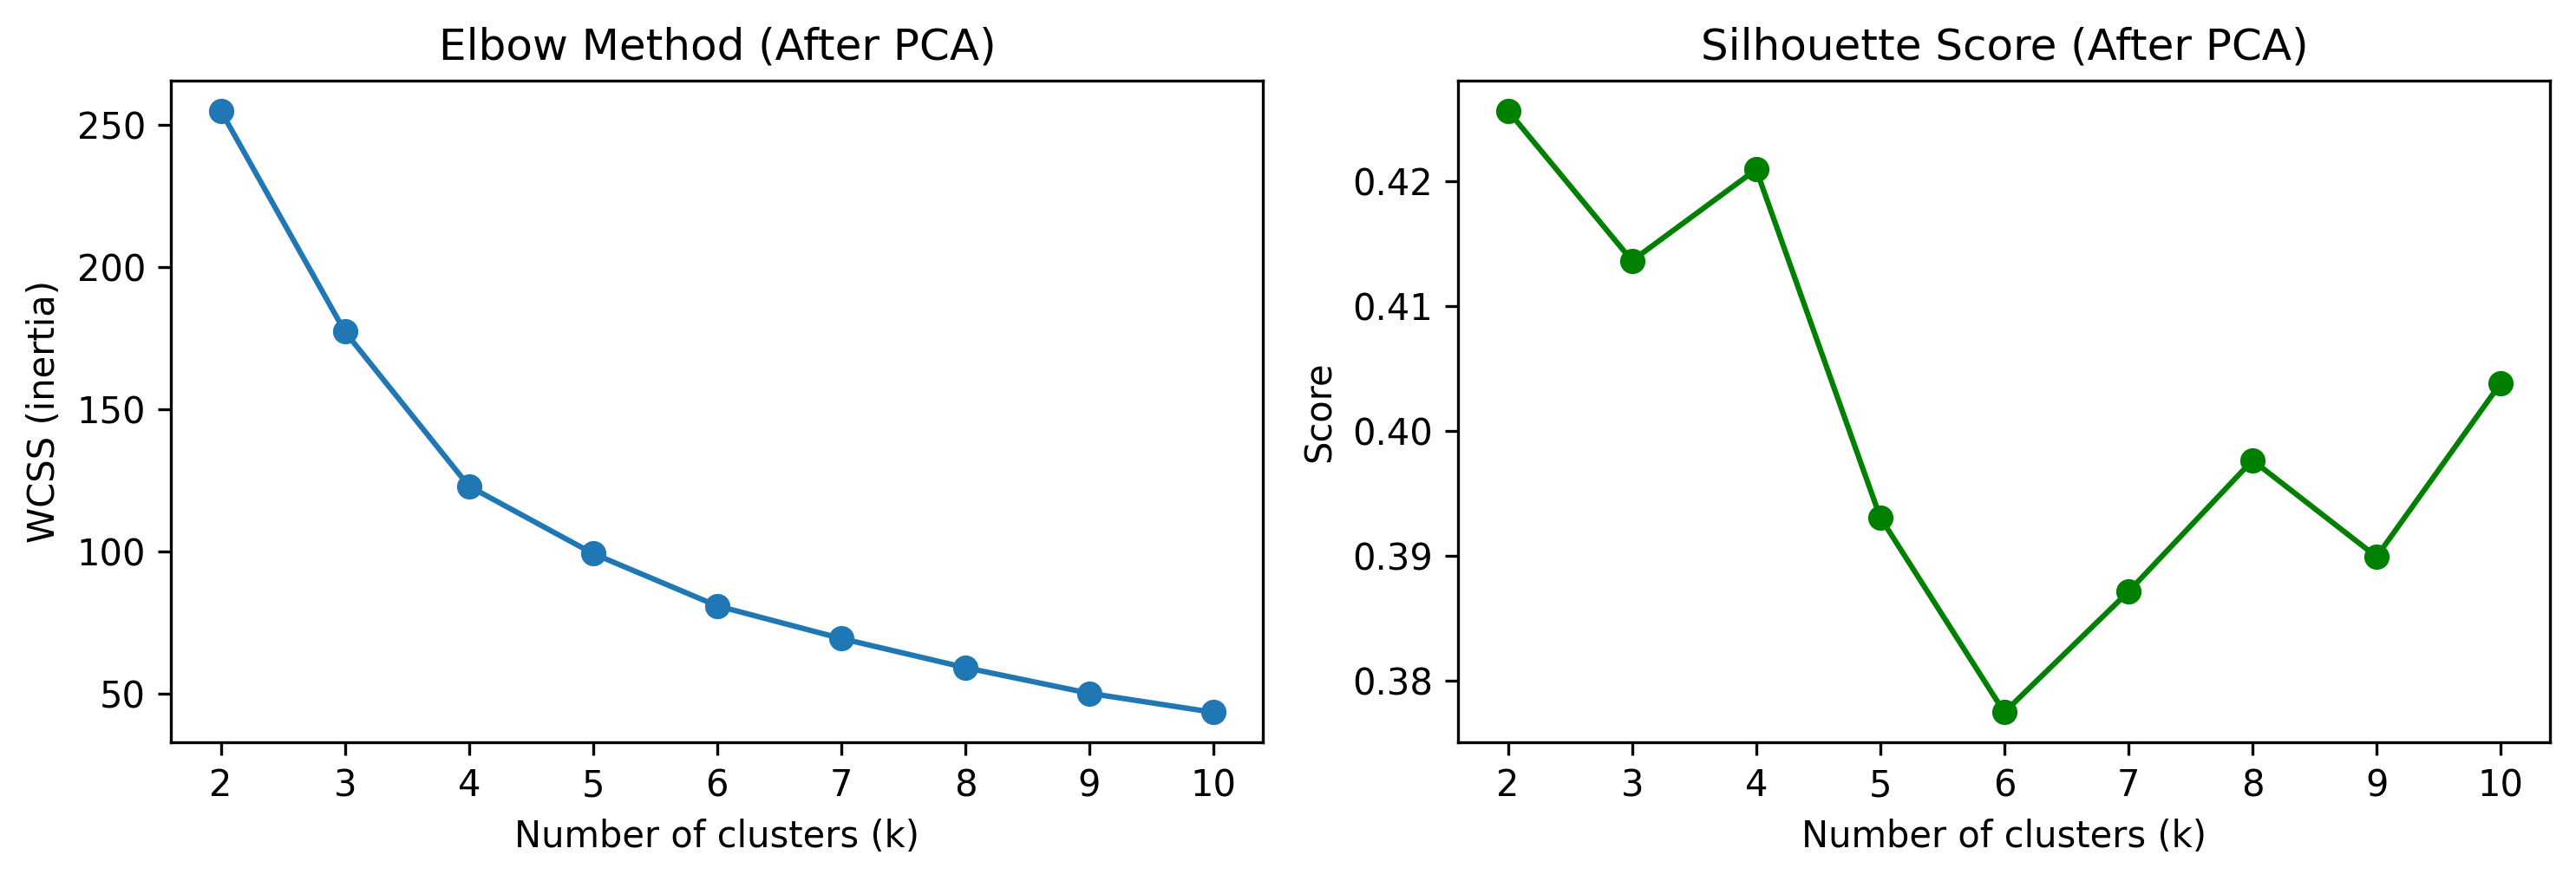 Elbow Method (After PCA)
250
200
150
100
50
WCSS (inertia)
2 3 4 5 6 7 8 9 10
Number of clusters (k)
Silhouette Score (After PCA)
0.42
0.41
0.40
0.39
0.38
Score
2 3 4 5 6 7 8 9 10
Number of clusters (k)